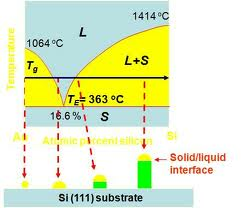 1414 °C
L
1064 °C
Temperature
L+S
Tg
TE= 363 °C
16.6 %
S
Au
Atomic percent silicon
Si
Solid/liquid
interface
Si (111) substrate